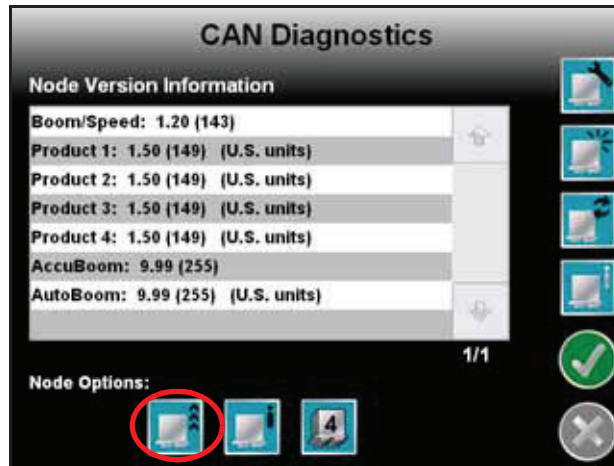 CAN Diagnostics
Node Version Information
Boom/Speed: 1.20 (143)
Product 1: 1.50 (149) (U.S. units)
Product 2: 1.50 (149) (U.S. units)
Product 3: 1.50 (149) (U.S. units)
Product 4: 1.50 (149) (U.S. units)
AccuBoom: 9.99 (255)
AutoBoom: 9.99 (255) (U.S. units)
1/1
Node Options:
4